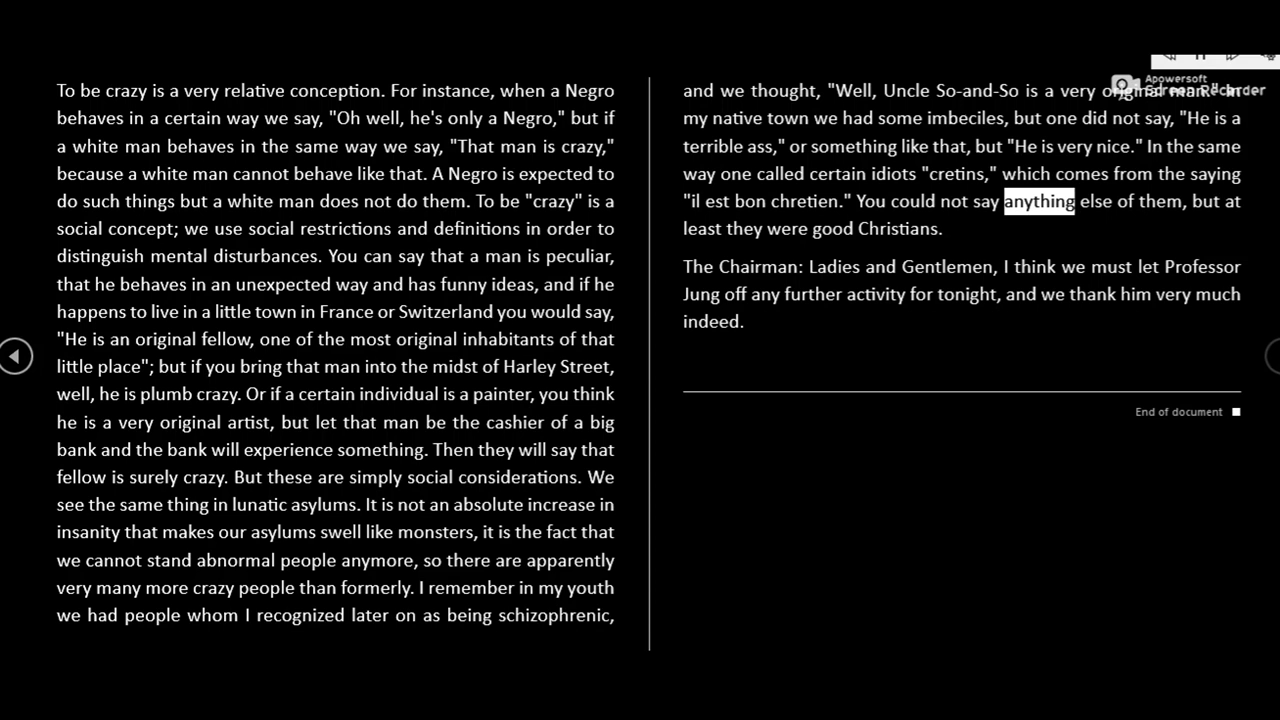 To be crazy is a very relative conception. For instance, when a Negro
behaves in a certain way we say, "Oh well, he's only a Negro," but if
a white man behaves in the same way we say, "That man is crazy,"
because a white man cannot behave like that. A Negro is expected to
do such things but a white man does not do them. To be "crazy" is a
social concept; we use social restrictions and definitions in order to
distinguish mental disturbances. You can say that a man is peculiar,
that he behaves in an unexpected way and has funny ideas, and if he
happens to live in a little town in France or Switzerland you would say,
"He is an original fellow, one of the most original inhabitants of that
little place"; but if you bring that man into the midst of Harley Street,
well, he is plumb crazy. Or if a certain individual is a painter, you think
he is a very original artist, but let that man be the cashier of a big
bank and the bank will experience something. Then they will say that
fellow is surely crazy. But these are simply social considerations. We
see the same thing in lunatic asylums. It is not an absolute increase in
insanity that makes our asylums swell like monsters, it is the fact that
we cannot stand abnormal people anymore, so there are apparently
very many more crazy people than formerly. I remember in my youth
we had people whom I recognized later on as being schizophrenic,
Apowersoft
Screen Recorder
and we thought, "Well, Uncle So-and-So is a very original man." In
my native town we had some imbeciles, but one did not say, "He is a
terrible ass," or something like that, but "He is very nice." In the same
way one called certain idiots "cretins," which comes from the saying
"il est bon chretien." You could not say anything else of them, but at
least they were good Christians.
The Chairman: Ladies and Gentlemen, I think we must let Professor
Jung off any further activity for tonight, and we thank him very much
indeed.
End of document